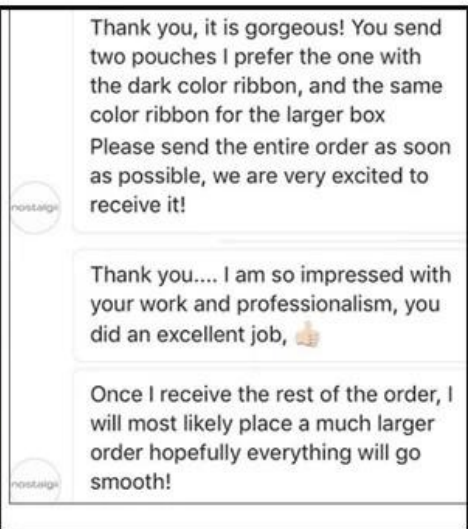 Thank you, it is gorgeous! You send
two pouches I prefer the one with
the dark color ribbon, and the same
color ribbon for the larger box
Please send the entire order as soon
as possible, we are very excited to
nostalgi
receive it!
Thank you.... I am so impressed with
your work and professionalism, you
did an excellent job, 👍🏻
Once I receive the rest of the order, I
will most likely place a much larger
order hopefully everything will go
nostalgi
smooth!